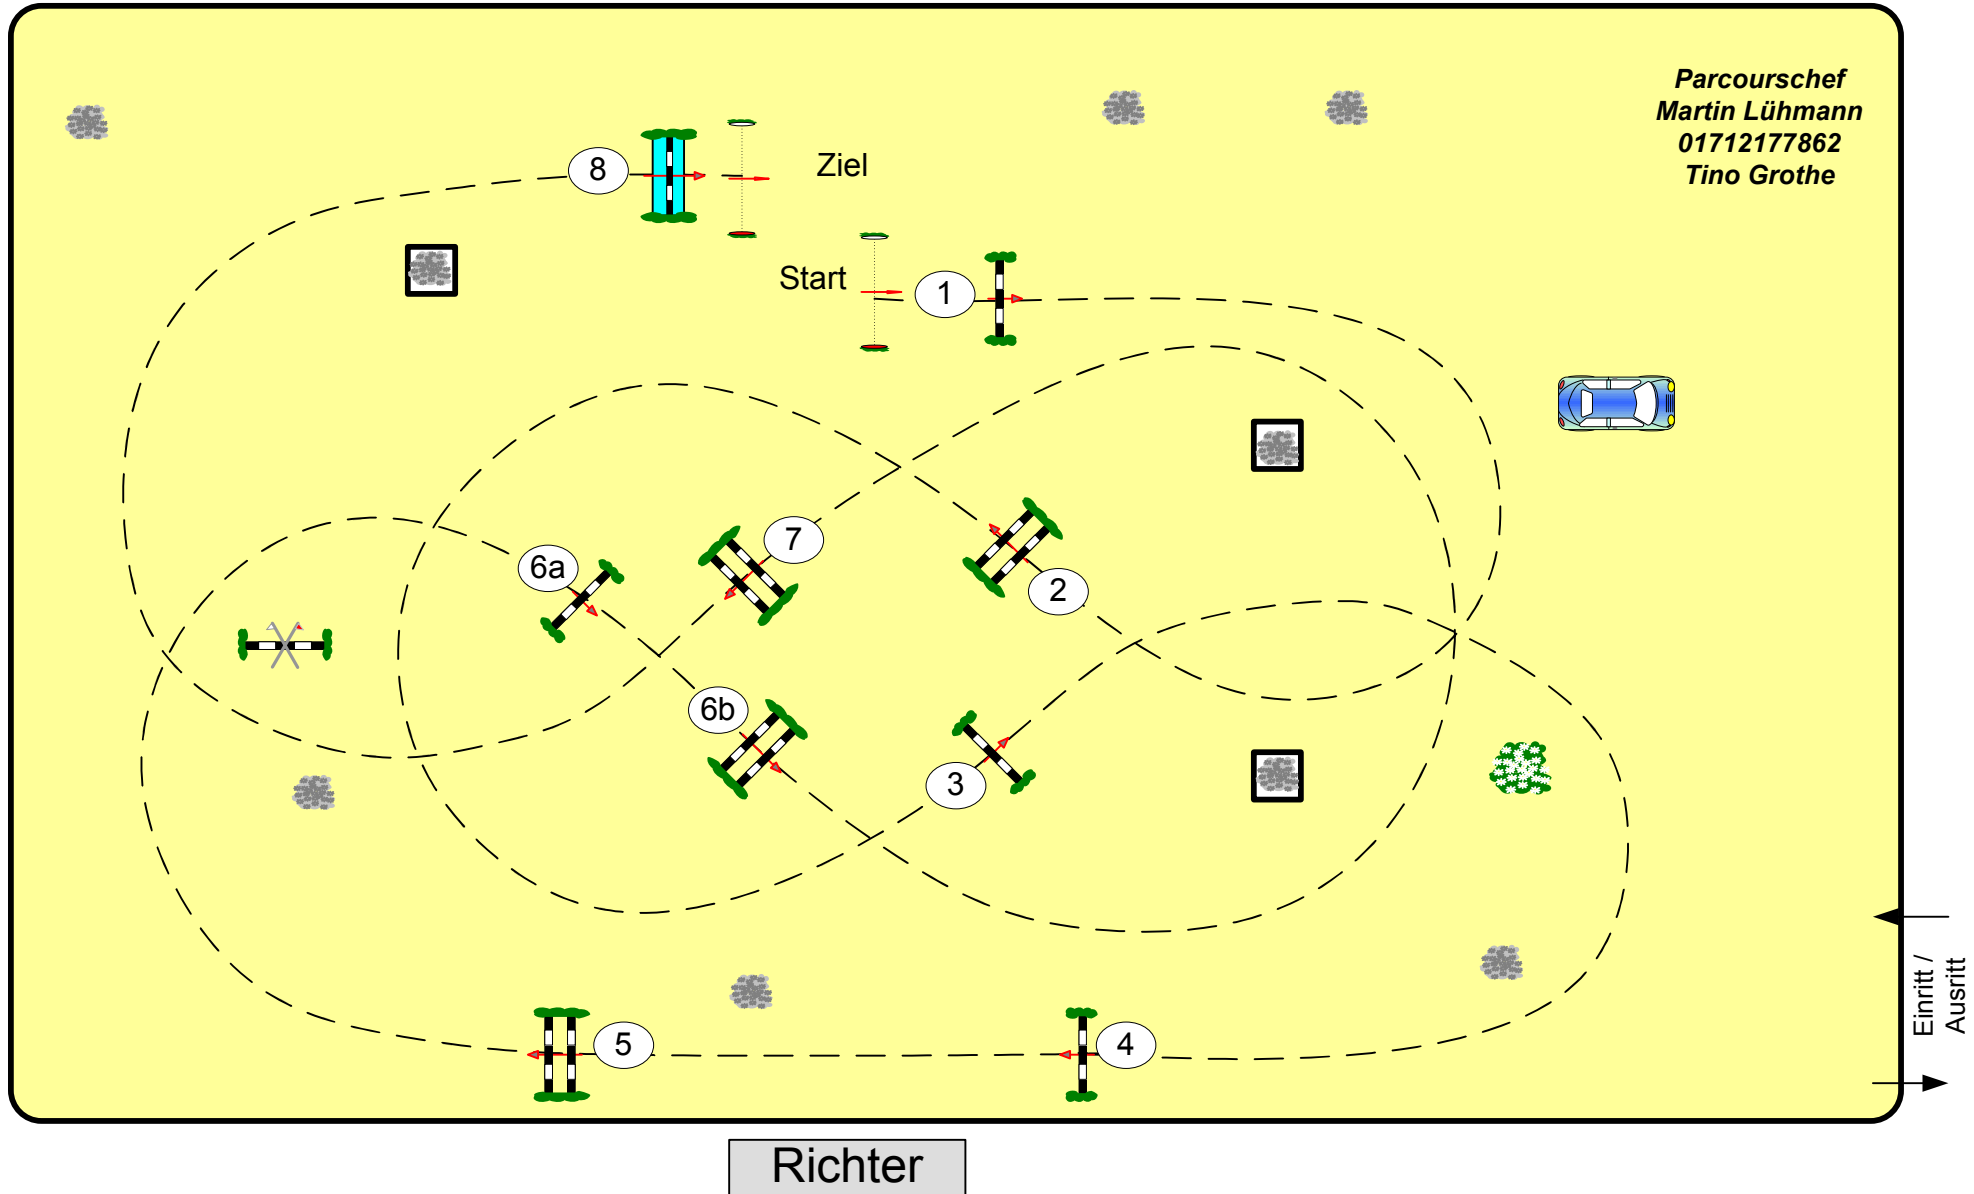 Parcourschef
Martin Lühmann
01712177862
Tino Grothe
8
Ziel
Start
1
7
6a
2
6b
3
5
4
Einritt /
Ausritt
Richter